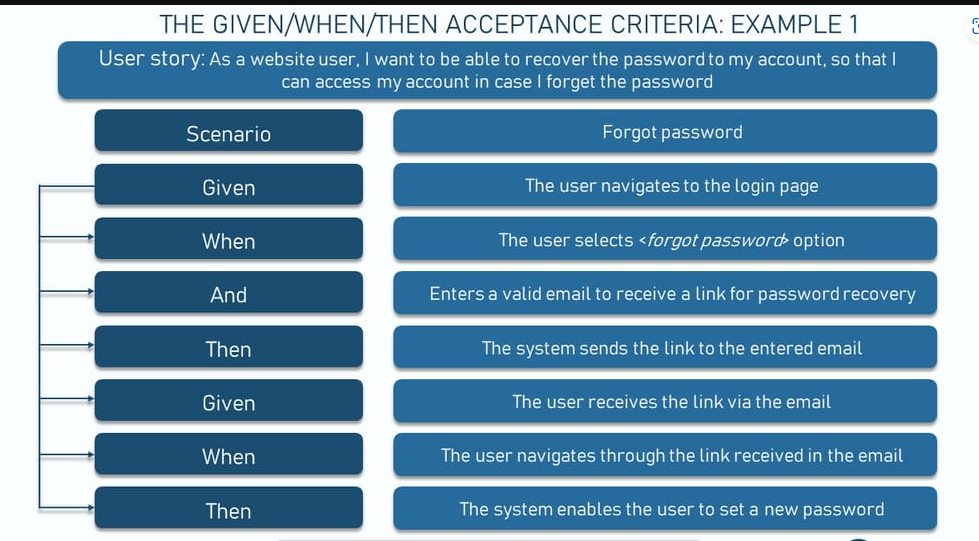 THE GIVEN/WHEN/THEN ACCEPTANCE CRITERIA: EXAMPLE 1
User story: As a website user, I want to be able to recover the password to my account, so that I
can access my account in case I forget the password
Scenario
Forgot password
Given
The user navigates to the login page
When
The user selects <forgot password> option
And
Enters a valid email to receive a link for password recovery
Then
The system sends the link to the entered email
Given
The user receives the link via the email
When
The user navigates through the link received in the email
Then
The system enables the user to set a new password